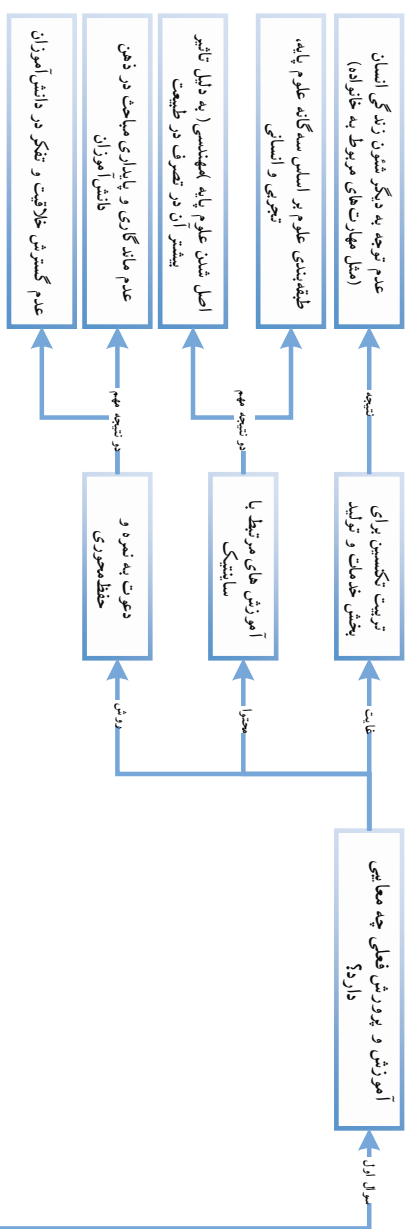 سوال اول
آموزش و پرورش فعلی چه معایبی
دارد؟
غایت
تربیت تکنسین برای
بخش خدمات و تولید
نتیجه
عدم توجه به دیگر شئون زندگی انسان
(مثل مهارت‌های مربوط به خانواده)
محتوا
آموزش های مرتبط با
ساینتیک
دو نتیجه مهم
طبقه‌بندی علوم بر اساس سه‌گانه علوم پایه،
تجربی و انسانی
اصل شدن علوم پایه )مهندسی( به دلیل تاثیر
بیشتر آن در تصرف در طبیعت
روش
دعوت به نمره و
حفظ‌محوری
دو نتیجه مهم
عدم ماندگاری و پایداری مباحث در ذهن
دانش‌آموزان
عدم گسترش خلاقیت و تفکر در دانش‌آموزان